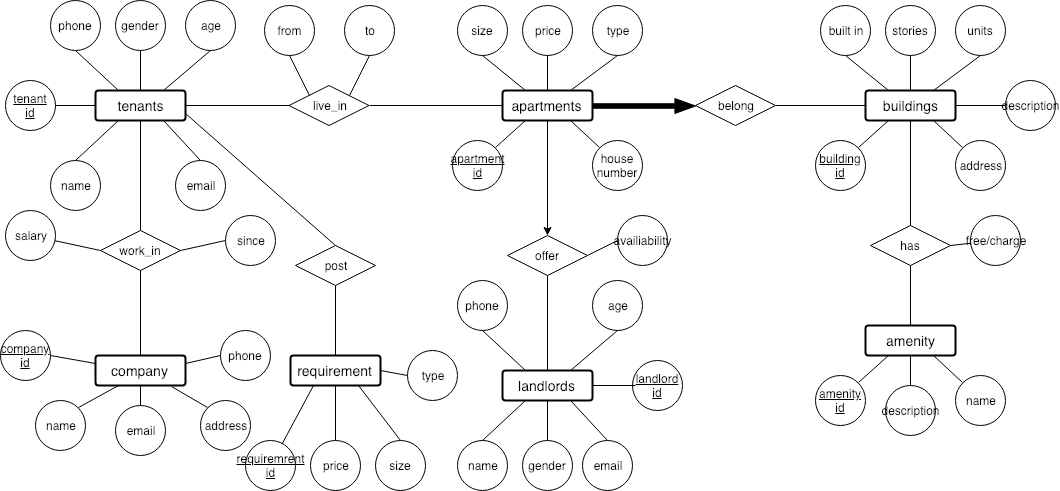 phone
gender
age
from
to
size
price
type
built in
stories
units
tenant
id
tenants
live_in
apartments
belong
buildings
description
name
email
apartment
id
house
number
building
id
address
salary
work_in
since
post
offer
availiability
has
free/charge
phone
age
company
id
company
phone
requirement
type
landlords
landlord
id
amenity
name
email
address
requiremrent
id
price
size
name
gender
email
amenity
id
description
name